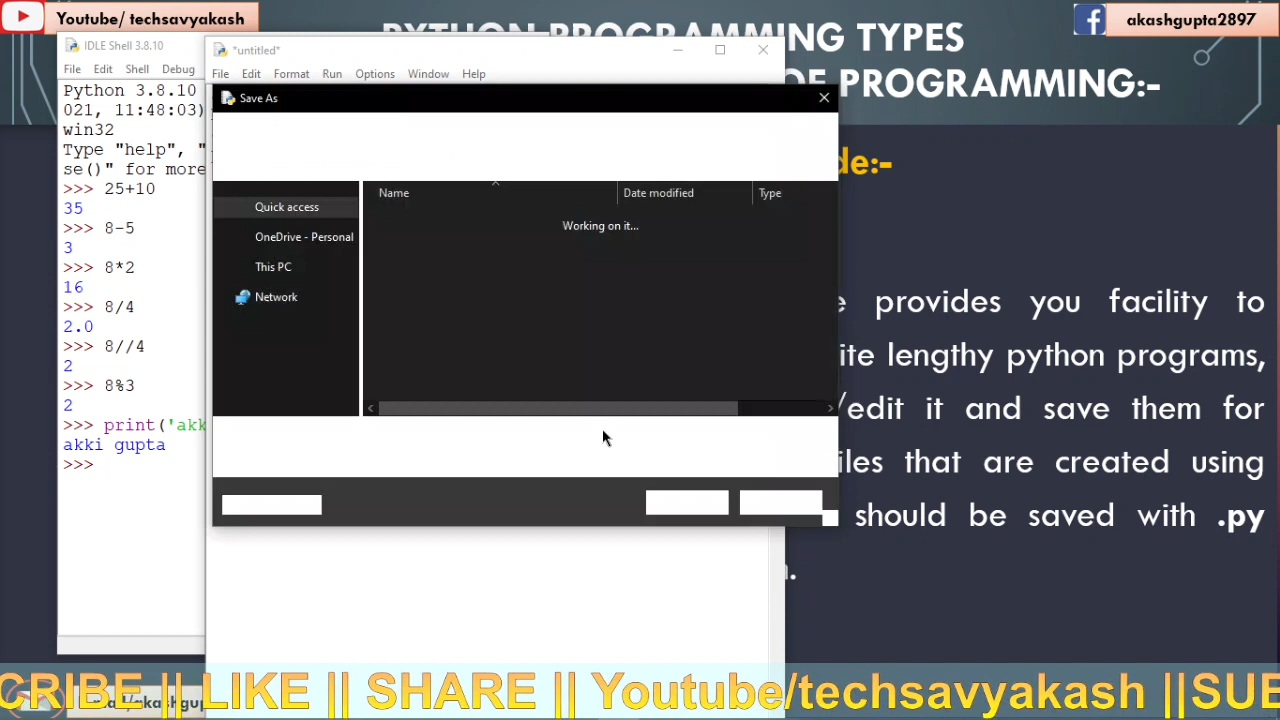 Youtube/ techsavyakash
akashgupta2897
PYTHON PROGRAMMING TYPES
OF PROGRAMMING:-
de:-
provides you facility to
ite lengthy python programs,
/edit it and save them for
iles that are created using
should be saved with .py
IDLE Shell 3.8.10
File Edit Shell Debug
Python 3.8.10
021, 11:48:03)
win32
Type "help", "
se()" for more
>>> 25+10
35
>>> 8-5
3
>>> 8*2
16
>>> 8/4
2.0
>>> 8//4
2
>>> 8%3
2
>>> print('akk
akki gupta
>>>
*untitled*
File Edit Format Run Options Window Help
Save As
Name Date modified Type
Working on it...
Quick access
OneDrive - Personal
This PC
Network
CRIBE || LIKE || SHARE || Youtube/techsavyakash ||SUE